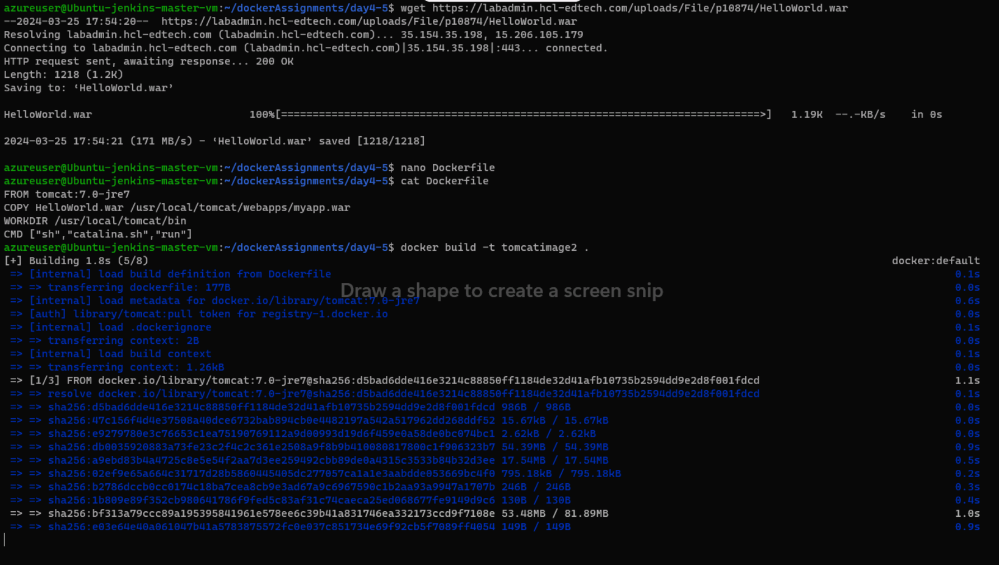 azureuser@Ubuntu-jenkins-master-vm:~/dockerAssignments/day4-5$ wget https://labadmin.hcl-edtech.com/uploads/File/p10874/HelloWorld.war
--2024-03-25 17:54:20--  https://labadmin.hcl-edtech.com/uploads/File/p10874/HelloWorld.war
Resolving labadmin.hcl-edtech.com (labadmin.hcl-edtech.com)... 35.154.35.198, 15.206.105.179
Connecting to labadmin.hcl-edtech.com (labadmin.hcl-edtech.com)|35.154.35.198|:443... connected.
HTTP request sent, awaiting response... 200 OK
Length: 1218 (1.2K)
Saving to: ‘HelloWorld.war’
HelloWorld.war 100%[============================================================================>] 1.19K --.-KB/s in 0s
2024-03-25 17:54:21 (171 MB/s) - ‘HelloWorld.war’ saved [1218/1218]
azureuser@Ubuntu-jenkins-master-vm:~/dockerAssignments/day4-5$ nano Dockerfile
azureuser@Ubuntu-jenkins-master-vm:~/dockerAssignments/day4-5$ cat Dockerfile
FROM tomcat:7.0-jre7
COPY HelloWorld.war /usr/local/tomcat/webapps/myapp.war
WORKDIR /usr/local/tomcat/bin
CMD ["sh","catalina.sh","run"]
azureuser@Ubuntu-jenkins-master-vm:~/dockerAssignments/day4-5$ docker build -t tomcatimage2 .
[+] Building 1.8s (5/8) docker:default
=> [internal] load build definition from Dockerfile 0.1s
=> => transferring dockerfile: 177B 0.0s
Draw a shape to create a screen snip
=> [internal] load metadata for docker.io/library/tomcat:7.0-jre7 0.6s
=> [auth] library/tomcat:pull token for registry-1.docker.io 0.0s
=> [internal] load .dockerignore 0.1s
=> => transferring context: 2B 0.0s
=> [internal] load build context 0.1s
=> => transferring context: 1.26kB 0.0s
=> [1/3] FROM docker.io/library/tomcat:7.0-jre7@sha256:d5bad6dde416e3214c88850ff1184de32d41afb10735b2594dd9e2d8f001fdcd 1.1s
=> => resolve docker.io/library/tomcat:7.0-jre7@sha256:d5bad6dde416e3214c88850ff1184de32d41afb10735b2594dd9e2d8f001fdcd 0.1s
=> => sha256:d5bad6dde416e3214c88850ff1184de32d41afb10735b2594dd9e2d8f001fdcd 986B / 986B 0.0s
=> => sha256:47c156f4d4e37508a40dce6732bab894cb0e4482197a542a517962dd268ddf52 15.67kB / 15.67kB 0.0s
=> => sha256:e9279780e3c76653c1ea75190769112a9d00993d19d6f459e0a58de0bc074bc1 2.62kB / 2.62kB 0.0s
=> => sha256:db0035920883a73fe23c2f4c2c361e2508a9f8b9b410080817800c1f906323b7 54.39MB / 54.39MB 0.9s
=> => sha256:a9ebd83b4a4725c8e5e54f2aa7d3ee259492cbb89de0a4315c3533b84b32d3ee 17.54MB / 17.54MB 0.5s
=> => sha256:02ef9e65a664c31717d28b5860445405dc277057ca1a1e3aabdde053669bc4f0 795.18kB / 795.18kB 0.2s
=> => sha256:b2786dccb0cc0174c18ba7cea8cb9e3ad67a9c6967590c1b2aa93a9947a1707b 246B / 246B 0.3s
=> => sha256:1b809e89f352cb980641786f9fed5c83af31c74caeca25ed068677fe9149d9c6 130B / 130B 0.4s
=> => sha256:bf313a79ccc89a195395841961e578ee6c39b41a831746ea332173ccd9f7108e 53.48MB / 81.89MB 1.0s
=> => sha256:e03e64e40a061047b41a5783875572fc0e037c851734e69f92cb5f7089ff4054 149B / 149B 0.9s